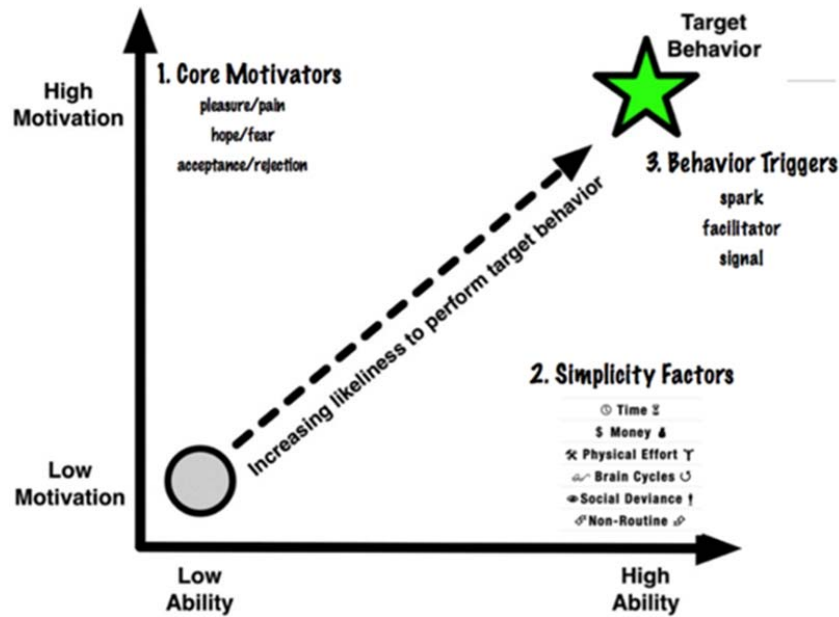 Target
Behavior
1. Core Motivators
pleasure/pain
hope/fear
acceptance/rejection
High
Motivation
3. Behavior Triggers
spark
facilitator
signal
Increasing likeliness to perform target behavior
2. Simplicity Factors
Time
$ Money
Physical Effort
Brain Cycles
Social Deviance
Non-Routine
Low
Motivation
Low
Ability
High
Ability